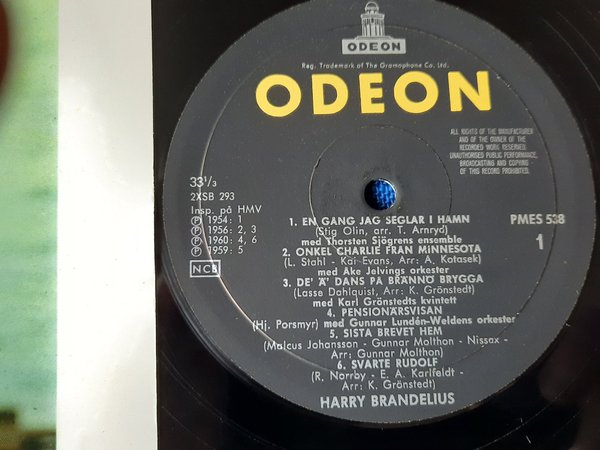 ODEON
Reg. Trademark of The Gramophone Co. Ltd.
ODEON
ALL RIGHTS OF THE MANUFACTURER
AND OF THE OWNER OF THE
RECORDED WORK RESERVED.
UNAUTHORISED PUBLIC PERFORMANCE,
BROADCASTING AND COPYING
OF THIS RECORD PROHIBITED.
33 1/3
2XSB 293
Insp. på HMV
Ⓟ 1954: 1
Ⓟ 1956: 2, 3
Ⓟ 1960: 4, 6
Ⓟ 1959: 5
NCB
PMES 538
1
1. EN GÅNG JAG SEGLAR I HAMN
(Stig Olin, arr. T. Arnryd)
med Thorsten Sjögrens ensemble
2. ONKEL CHARLIE FRÅN MINNESOTA
(L. Stahl - Kai Evans, Arr: A. Kotasek)
med Åke Jelvings orkester
3. DE' Ä' DANS PÅ BRÄNNÖ BRYGGA
(Lasse Dahlquist, Arr: K. Grönstedt)
med Karl Grönstedts kvintett
4. PENSIONÄRSVISAN
(Hj. Porsmyr) med Gunnar Lundén-Weldens orkester
5. SISTA BREVET HEM
(Malcus Johansson - Gunnar Molthon - Nissax -
Arr: Gunnar Molthon)
6. SVARTE RUDOLF
(R. Norrby - E. A. Karlfeldt -
Arr: K. Grönstedt)
HARRY BRANDELIUS